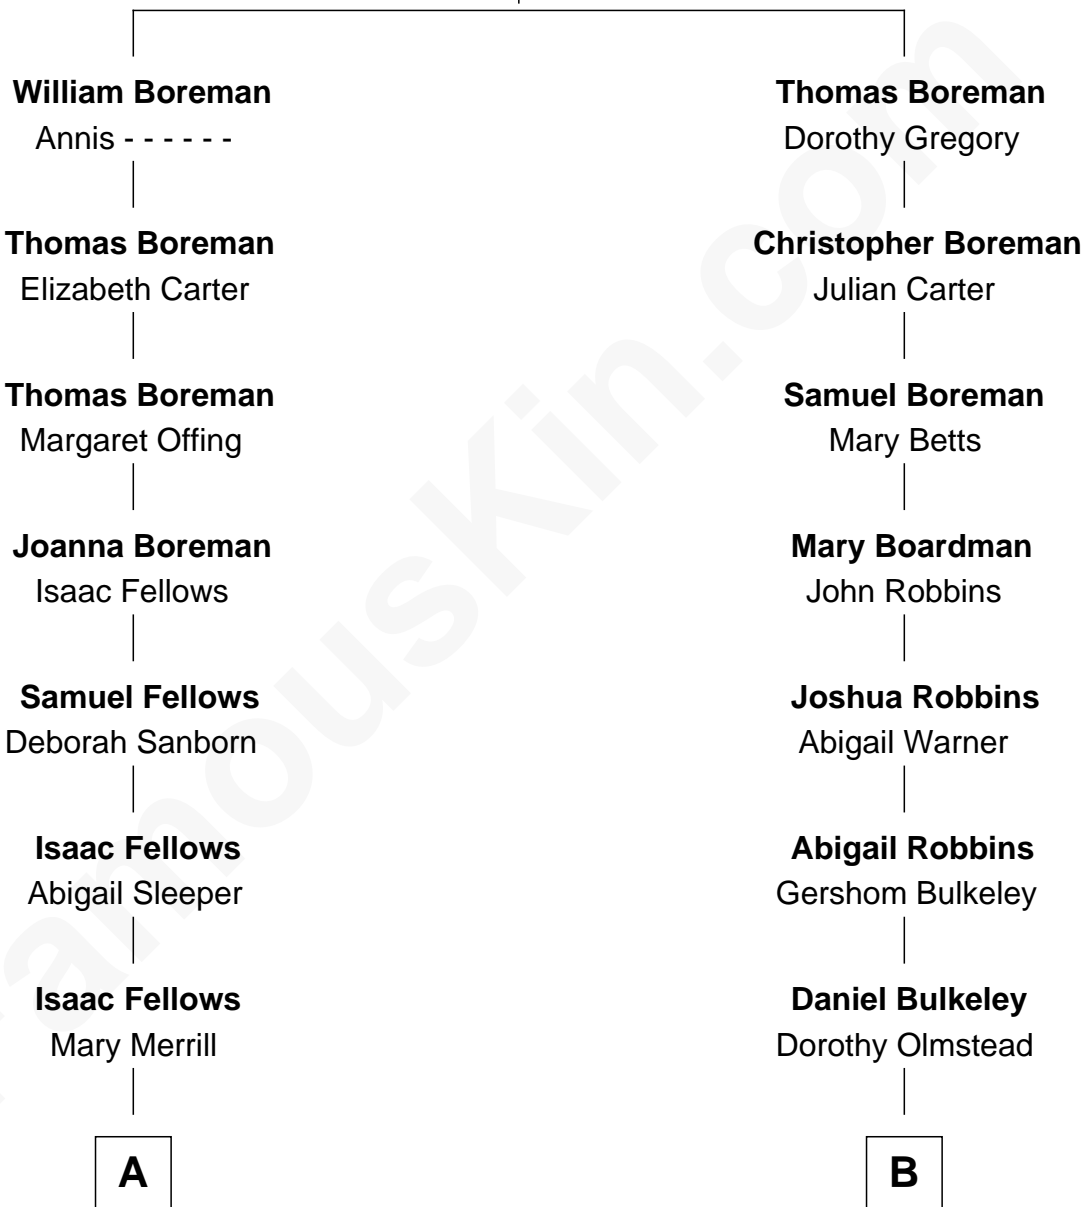 William Boreman
Annis - - - - - -
Thomas Boreman
Elizabeth Carter
Thomas Boreman
Margaret Offing
Joanna Boreman
Isaac Fellows
Samuel Fellows
Deborah Sanborn
Isaac Fellows
Abigail Sleeper
Isaac Fellows
Mary Merrill
A
Thomas Boreman
Dorothy Gregory
Christopher Boreman
Julian Carter
Samuel Boreman
Mary Betts
Mary Boardman
John Robbins
Joshua Robbins
Abigail Warner
Abigail Robbins
Gershom Bulkeley
Daniel Bulkeley
Dorothy Olmstead
B
FamousKin.com